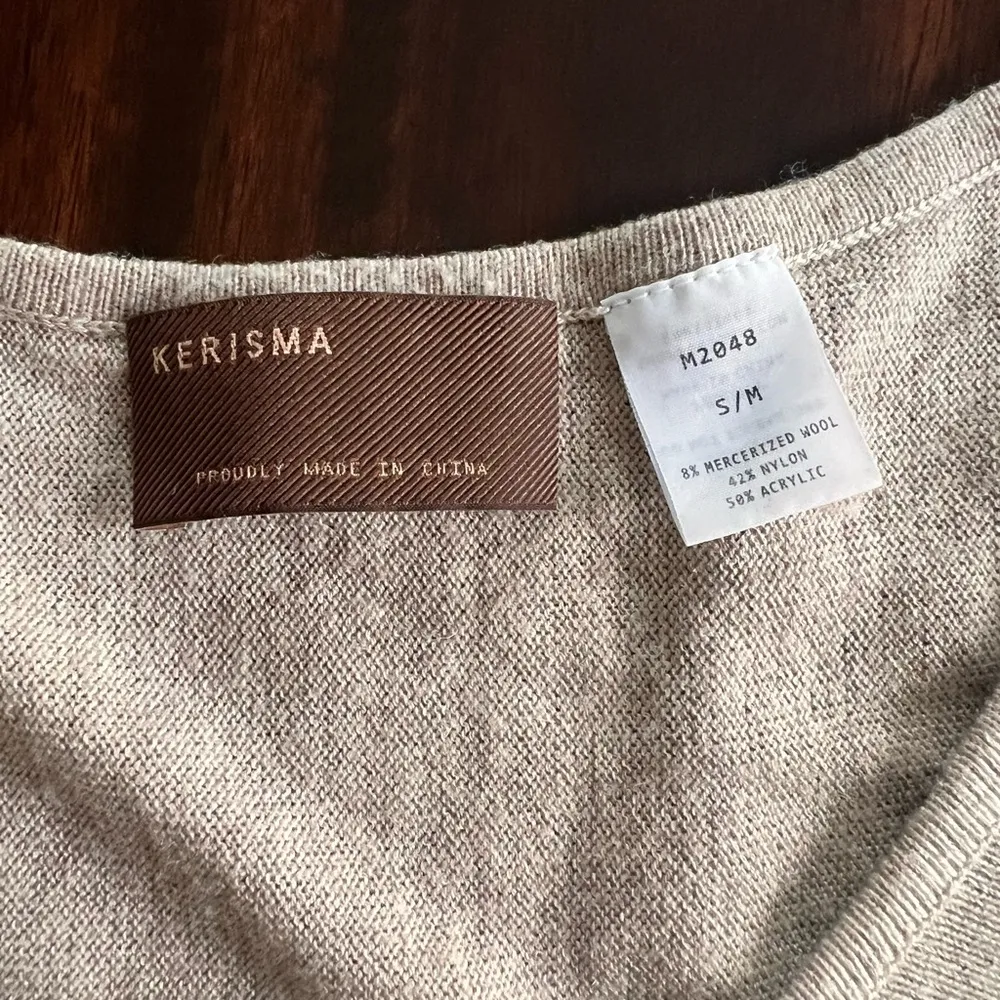 KERISMA
PROUDLY MADE IN CHINA
M2048
S/M
8% MERCERIZED WOOL
42% NYLON
50% ACRYLIC